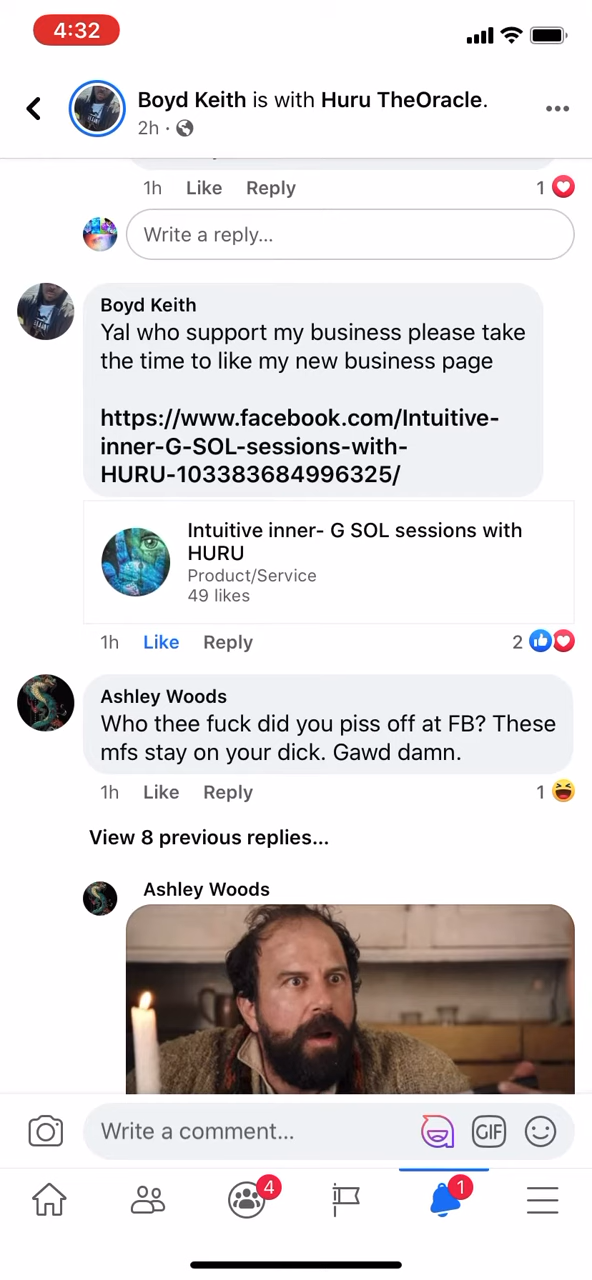 4:32
Boyd Keith is with Huru TheOracle.
2h ·
1h Like Reply 1
Write a reply...
Boyd Keith
Yal who support my business please take
the time to like my new business page
https://www.facebook.com/Intuitive-
inner-G-SOL-sessions-with-
HURU-103383684996325/
Intuitive inner- G SOL sessions with
HURU
Product/Service
49 likes
1h Like Reply 2
Ashley Woods
Who thee fuck did you piss off at FB? These
mfs stay on your dick. Gawd damn.
1h Like Reply 1
View 8 previous replies...
Ashley Woods
Write a comment... GIF
4 1